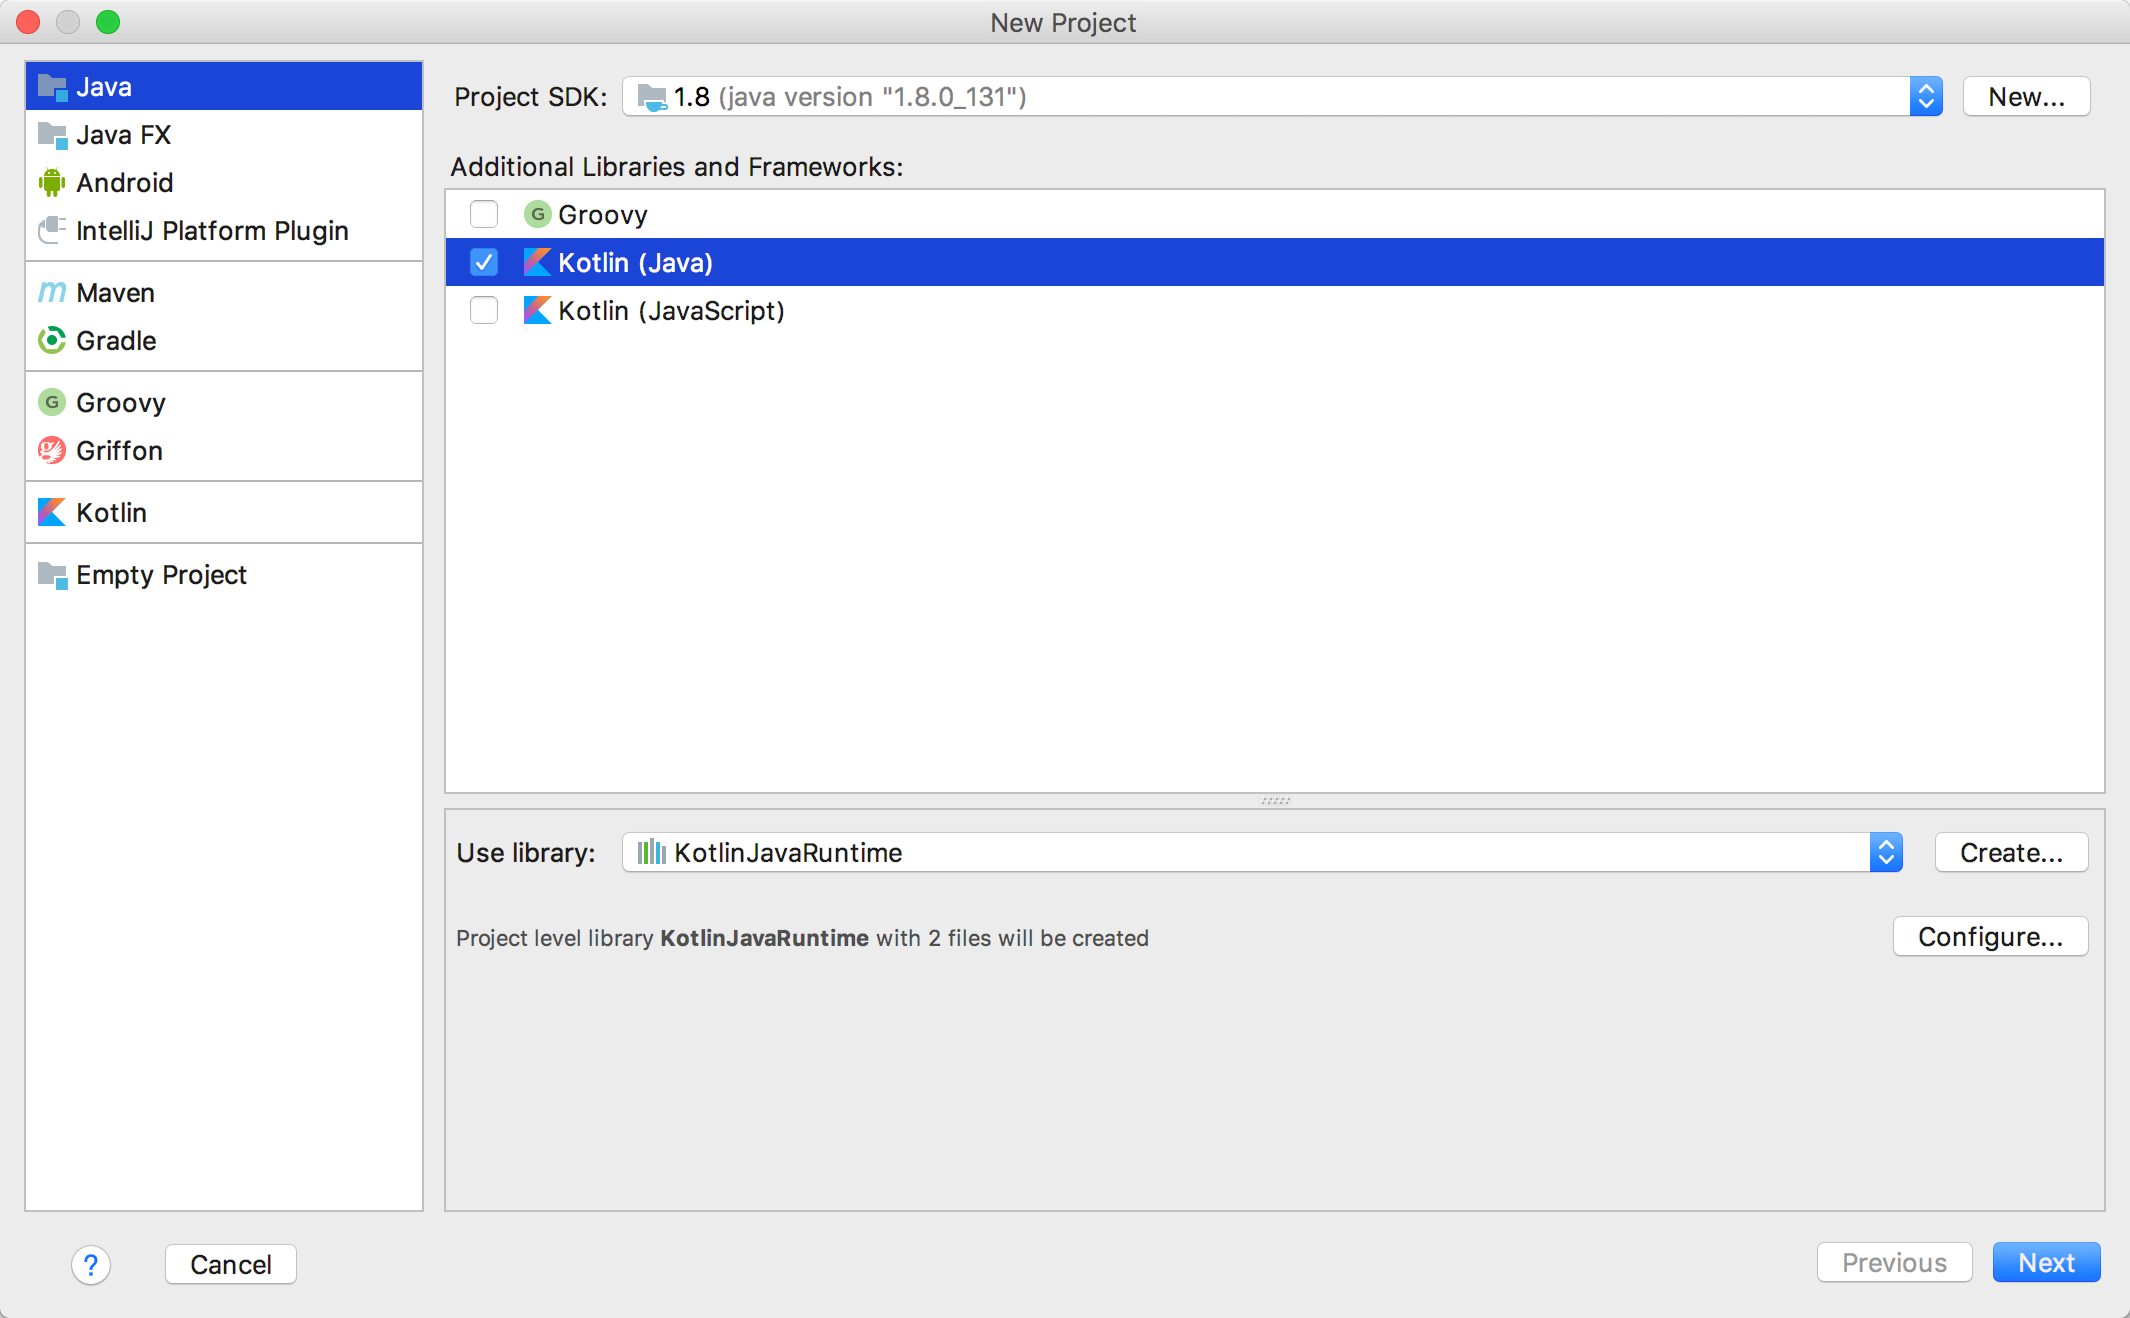 New Project
Java
Java FX
Android
IntelliJ Platform Plugin
Maven
Gradle
G Groovy
Griffon
Kotlin
Empty Project
Project SDK: 1.8 (java version "1.8.0_131") New...
Additional Libraries and Frameworks:
G Groovy
Kotlin (Java)
Kotlin (JavaScript)
Use library: KotlinJavaRuntime Create...
Project level library KotlinJavaRuntime with 2 files will be created Configure...
? Cancel Previous Next